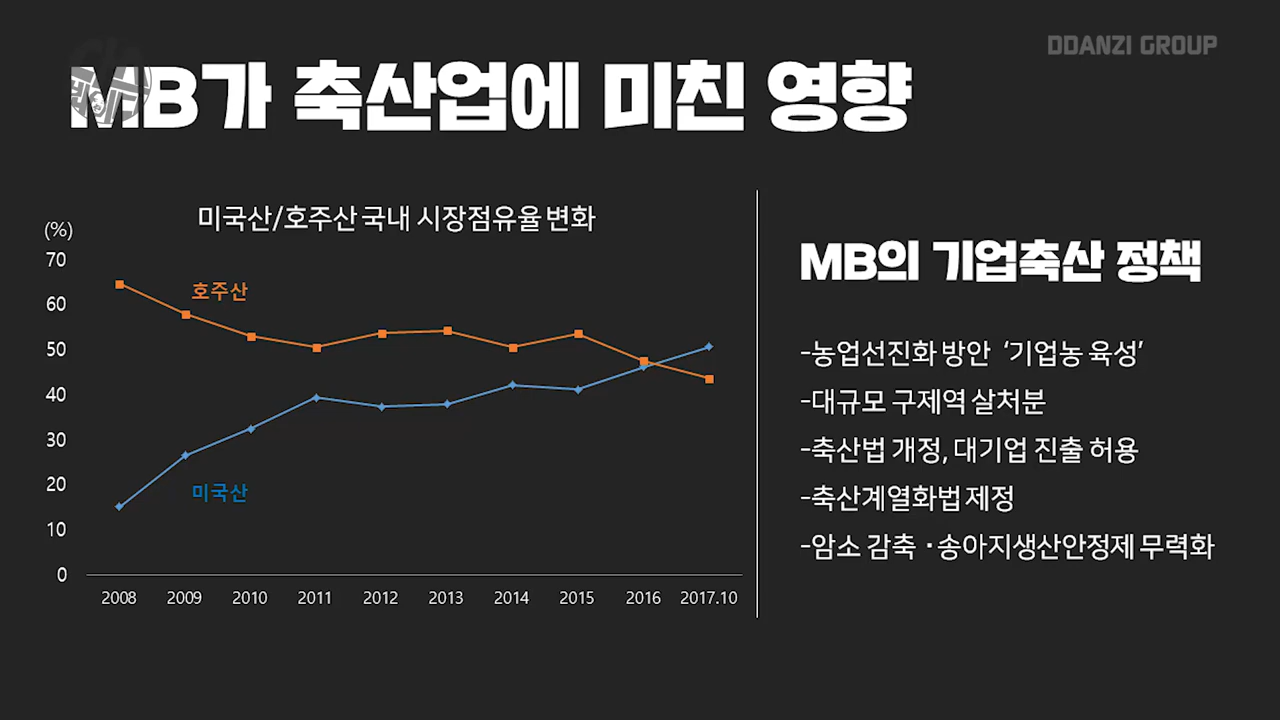 DDANZI GROUP
MB가 축산업에 미친 영향
미국산/호주산 국내 시장점유율 변화
(%)
70
60
50
40
30
20
10
0
호주산
미국산
2008 2009 2010 2011 2012 2013 2014 2015 2016 2017.10
MB의 기업축산 정책
-농업선진화 방안 ‘기업농 육성’
-대규모 구제역 살처분
-축산법 개정, 대기업 진출 허용
-축산계열화법 제정
-암소 감축 ·송아지생산안정제 무력화